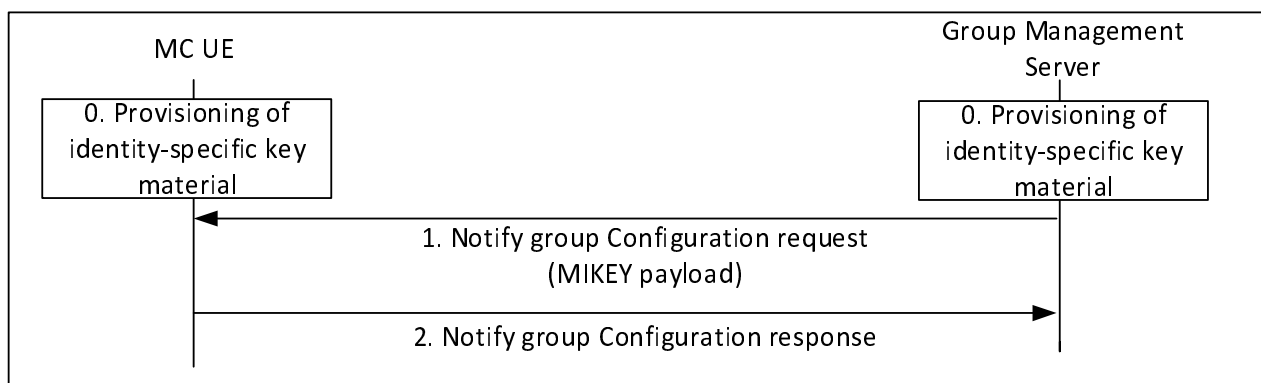 MC UE
Group Management
Server
0. Provisioning of
identity-specific key
material
0. Provisioning of
identity-specific key
material
1. Notify group Configuration request
(MIKEY payload)
2. Notify group Configuration response